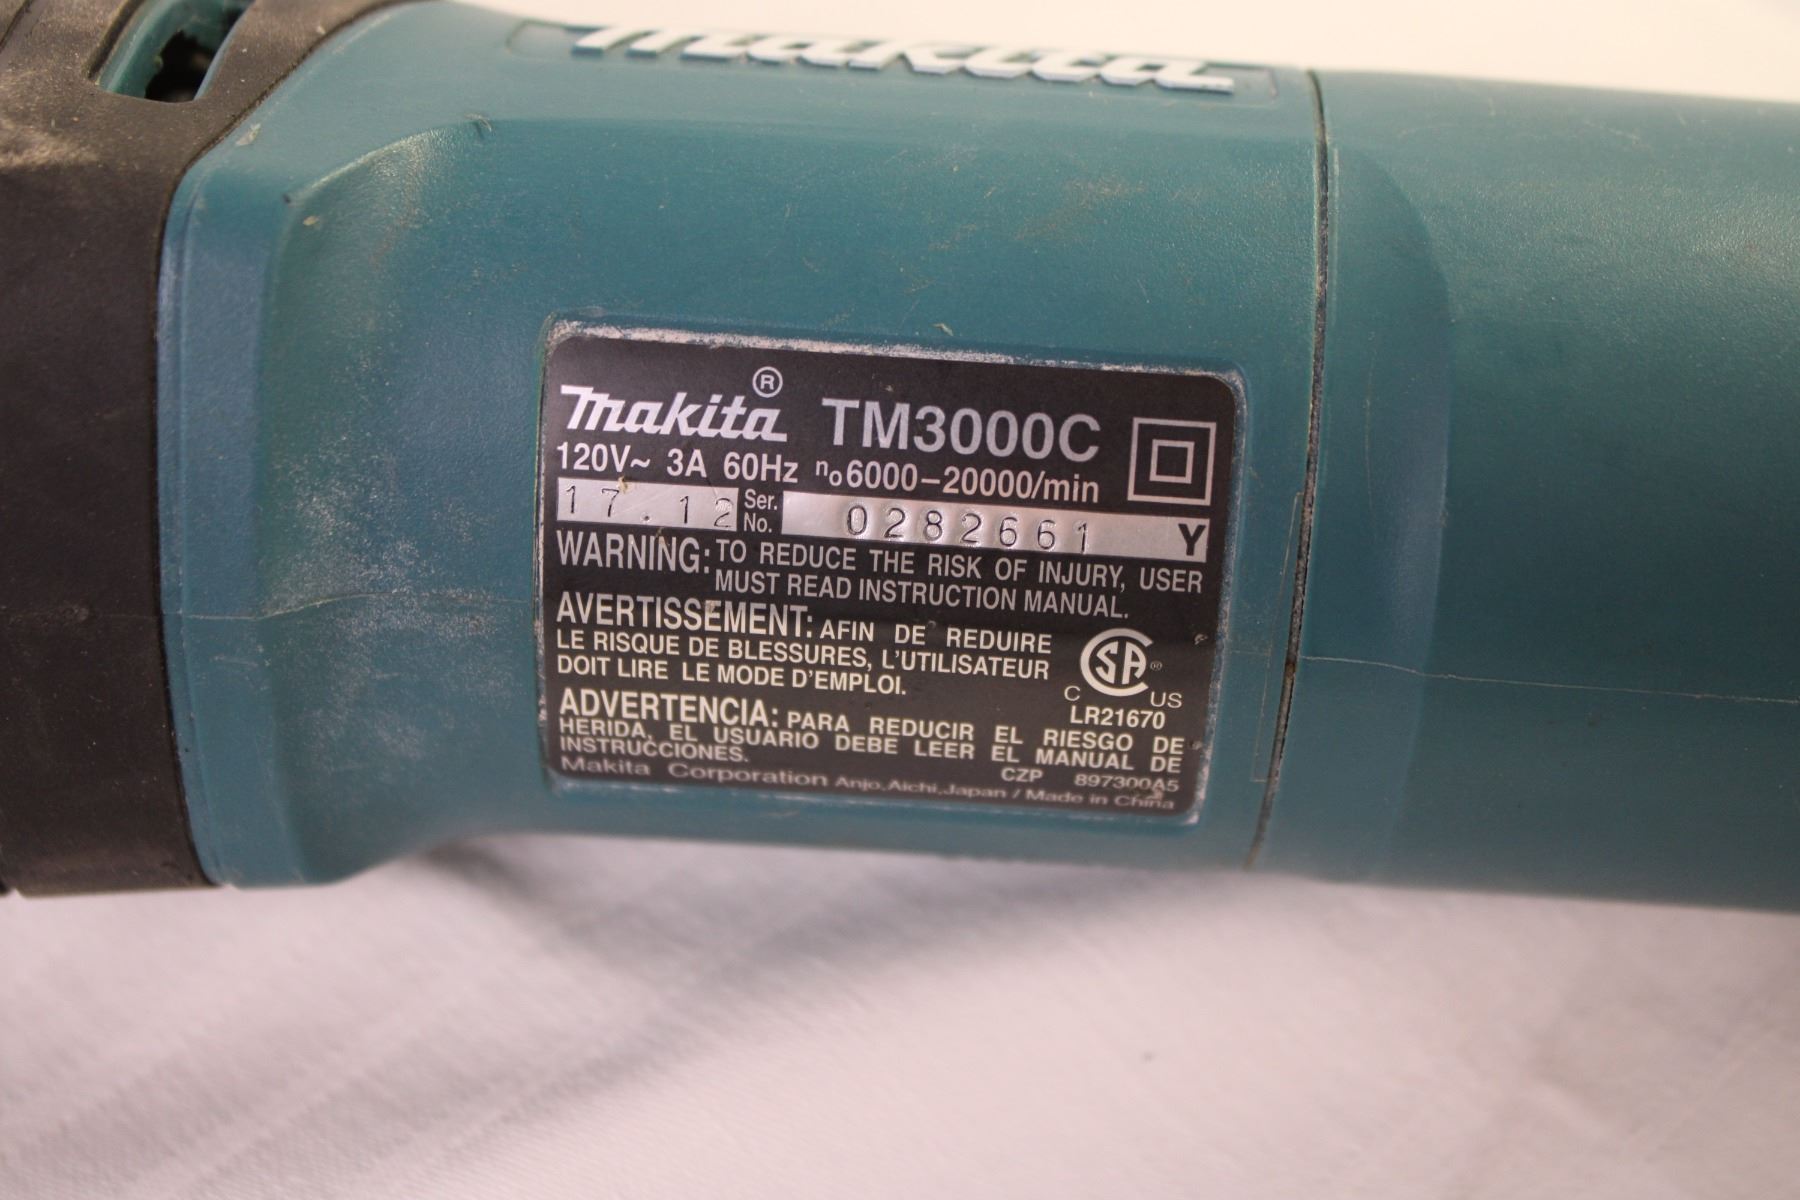 makita
makita® TM3000C
120V~ 3A 60Hz no6000–20000/min
17.12 Ser. No. 0282661 Y
WARNING: TO REDUCE THE RISK OF INJURY, USER
MUST READ INSTRUCTION MANUAL.
AVERTISSEMENT: AFIN DE REDUIRE
LE RISQUE DE BLESSURES, L'UTILISATEUR
DOIT LIRE LE MODE D'EMPLOI.
CSA®
C US
LR21670
ADVERTENCIA: PARA REDUCIR EL RIESGO DE
HERIDA, EL USUARIO DEBE LEER EL MANUAL DE
INSTRUCCIONES.
CZP 897300A5
Makita Corporation Anjo,Aichi,Japan / Made in China